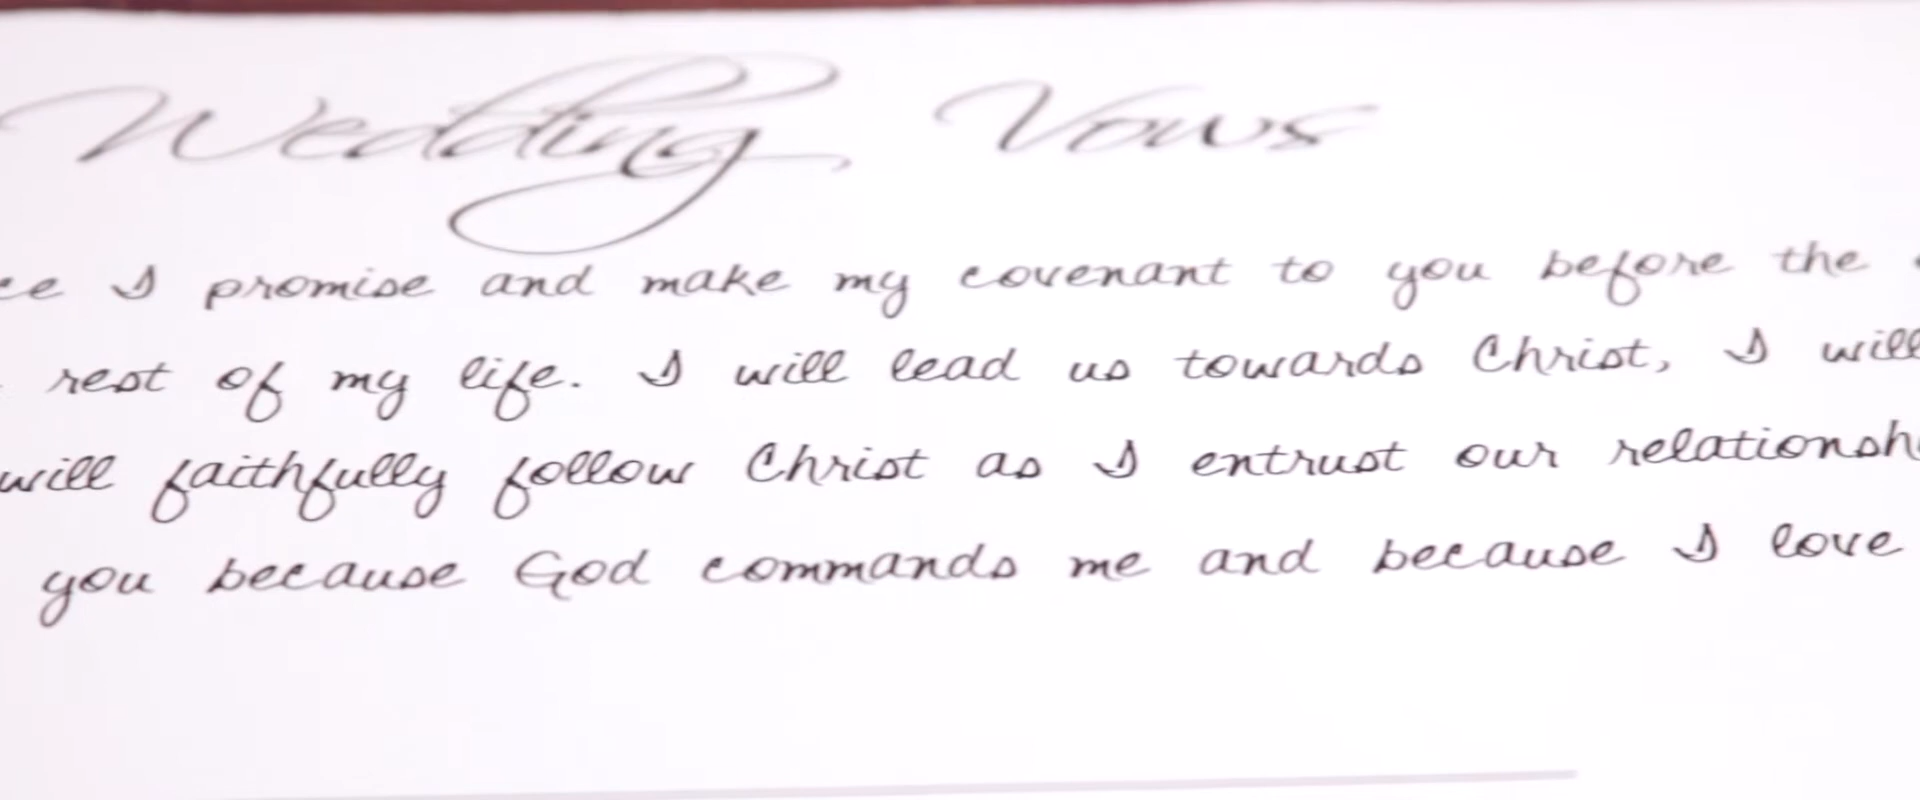 Wedding Vows
I promise and make my covenant to you before the
rest of my life. I will lead us towards Christ, I will
will faithfully follow Christ as I entrust our
you because God commands me and because I love